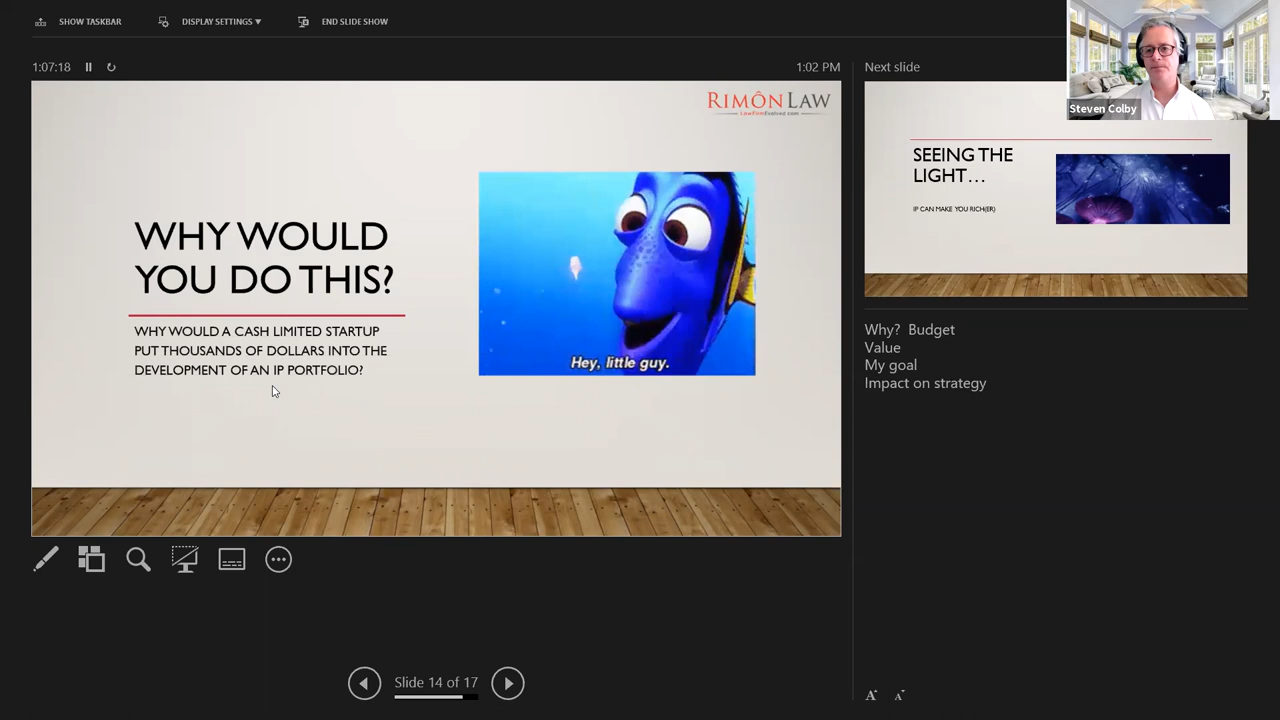 SHOW TASKBAR
DISPLAY SETTINGS ▼
END SLIDE SHOW
1:07:18
1:02 PM
RIMÔN LAW
LawFirmEvolved.com
WHY WOULD
YOU DO THIS?
WHY WOULD A CASH LIMITED STARTUP
PUT THOUSANDS OF DOLLARS INTO THE
DEVELOPMENT OF AN IP PORTFOLIO?
Hey, little guy.
Slide 14 of 17
Next slide
Steven Colby
SEEING THE
LIGHT...
IP CAN MAKE YOU RICH(ER)
Why? Budget
Value
My goal
Impact on strategy
A
A